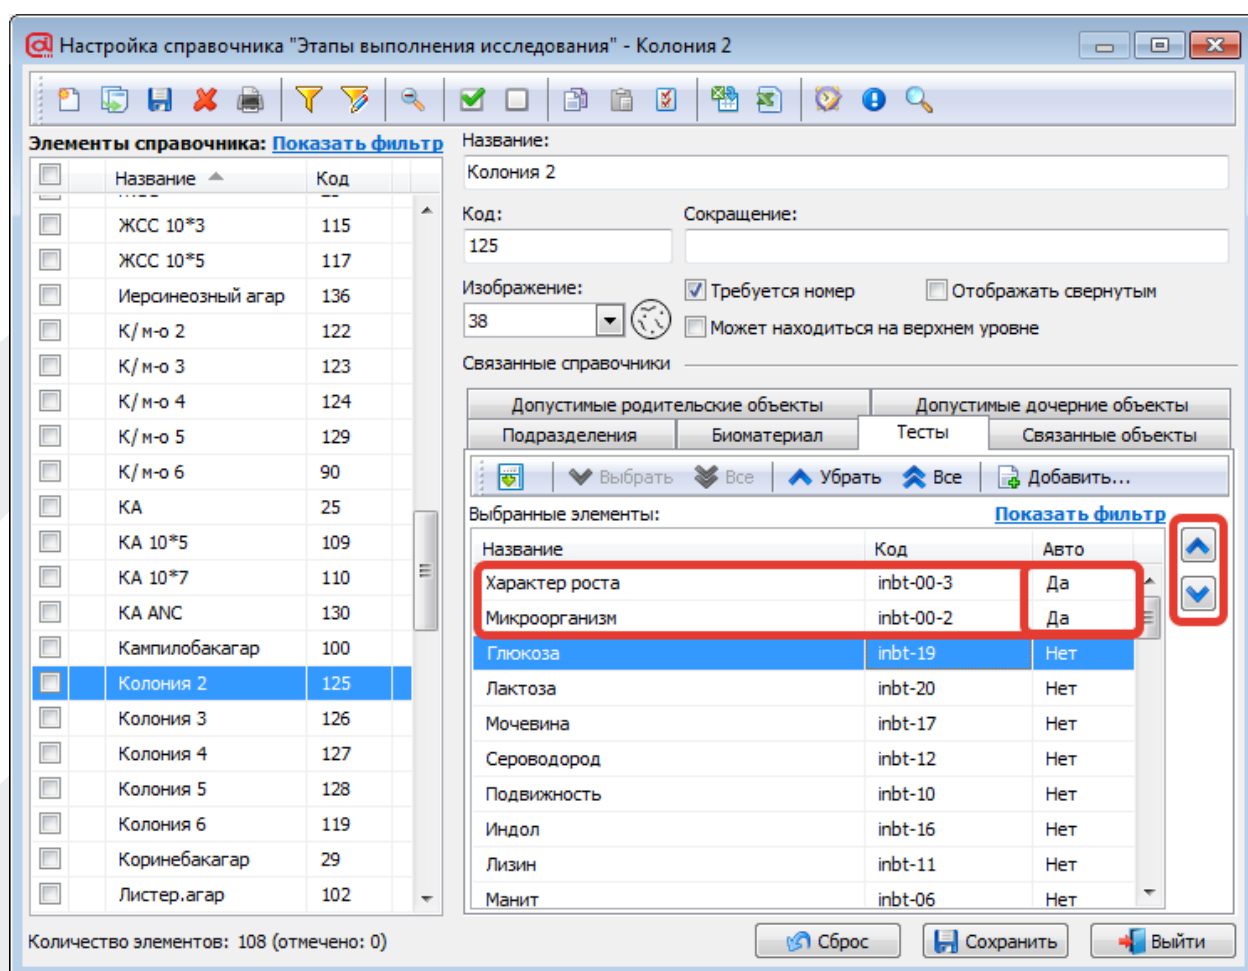 Настройка справочника "Этапы выполнения исследования" - Колония 2
Элементы справочника: Показать фильтр
Название Код
ЖСС 10*3 115
ЖСС 10*5 117
Иерсинеозный агар 136
К/ м-о 2 122
К/ м-о 3 123
К/ м-о 4 124
К/ м-о 5 129
К/ м-о 6 90
КА 25
КА 10*5 109
КА 10*7 110
КА ANC 130
Кампилобакагар 100
Колония 2 125
Колония 3 126
Колония 4 127
Колония 5 128
Колония 6 119
Коринебакагар 29
Листер.агар 102
Название:
Колония 2
Код: Сокращение:
125
Изображение:
38
Требуется номер Отображать свернутым
Может находиться на верхнем уровне
Связанные справочники
Допустимые родительские объекты Допустимые дочерние объекты
Подразделения Биоматериал Тесты Связанные объекты
Выбрать Все Убрать Все Добавить...
Выбранные элементы: Показать фильтр
Название Код Авто
Характер роста inbt-00-3 Да
Микроорганизм inbt-00-2 Да
Глюкоза inbt-19 Нет
Лактоза inbt-20 Нет
Мочевина inbt-17 Нет
Сероводород inbt-12 Нет
Подвижность inbt-10 Нет
Индол inbt-16 Нет
Лизин inbt-11 Нет
Манит inbt-06 Нет
Количество элементов: 108 (отмечено: 0)
Сброс Сохранить Выйти